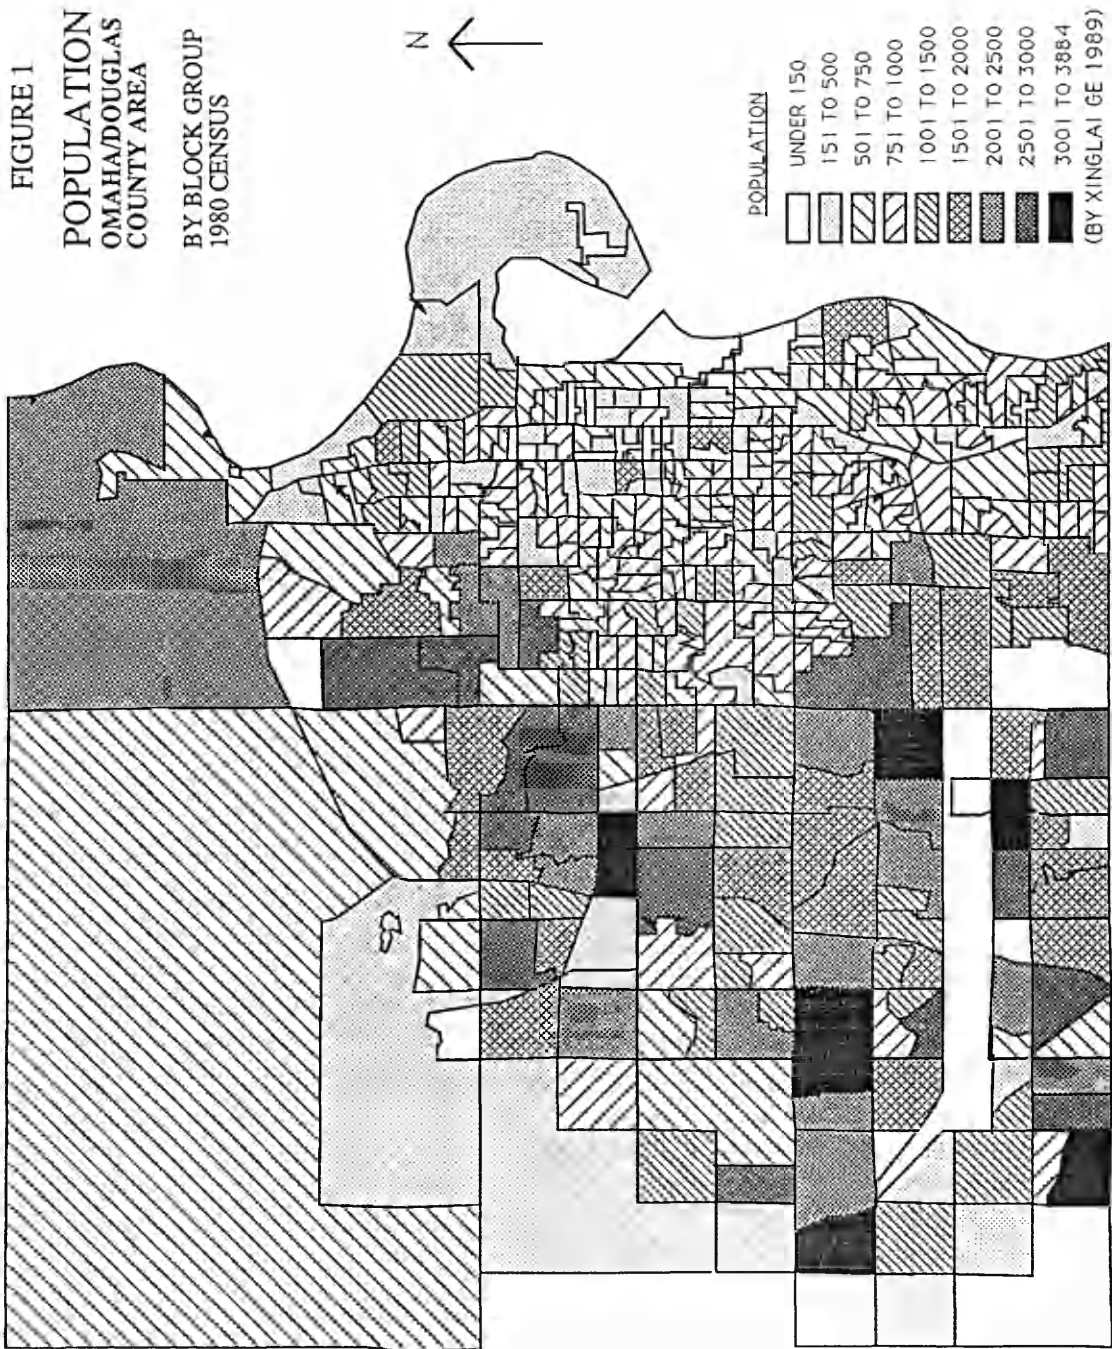 FIGURE 1
POPULATION
OMAHA/DOUGLAS
COUNTY AREA
BY BLOCK GROUP
1980 CENSUS
N
POPULATION
UNDER 150
151 TO 500
501 TO 750
751 TO 1000
1001 TO 1500
1501 TO 2000
2001 TO 2500
2501 TO 3000
3001 TO 3884
(BY XINGLAI GE 1989)